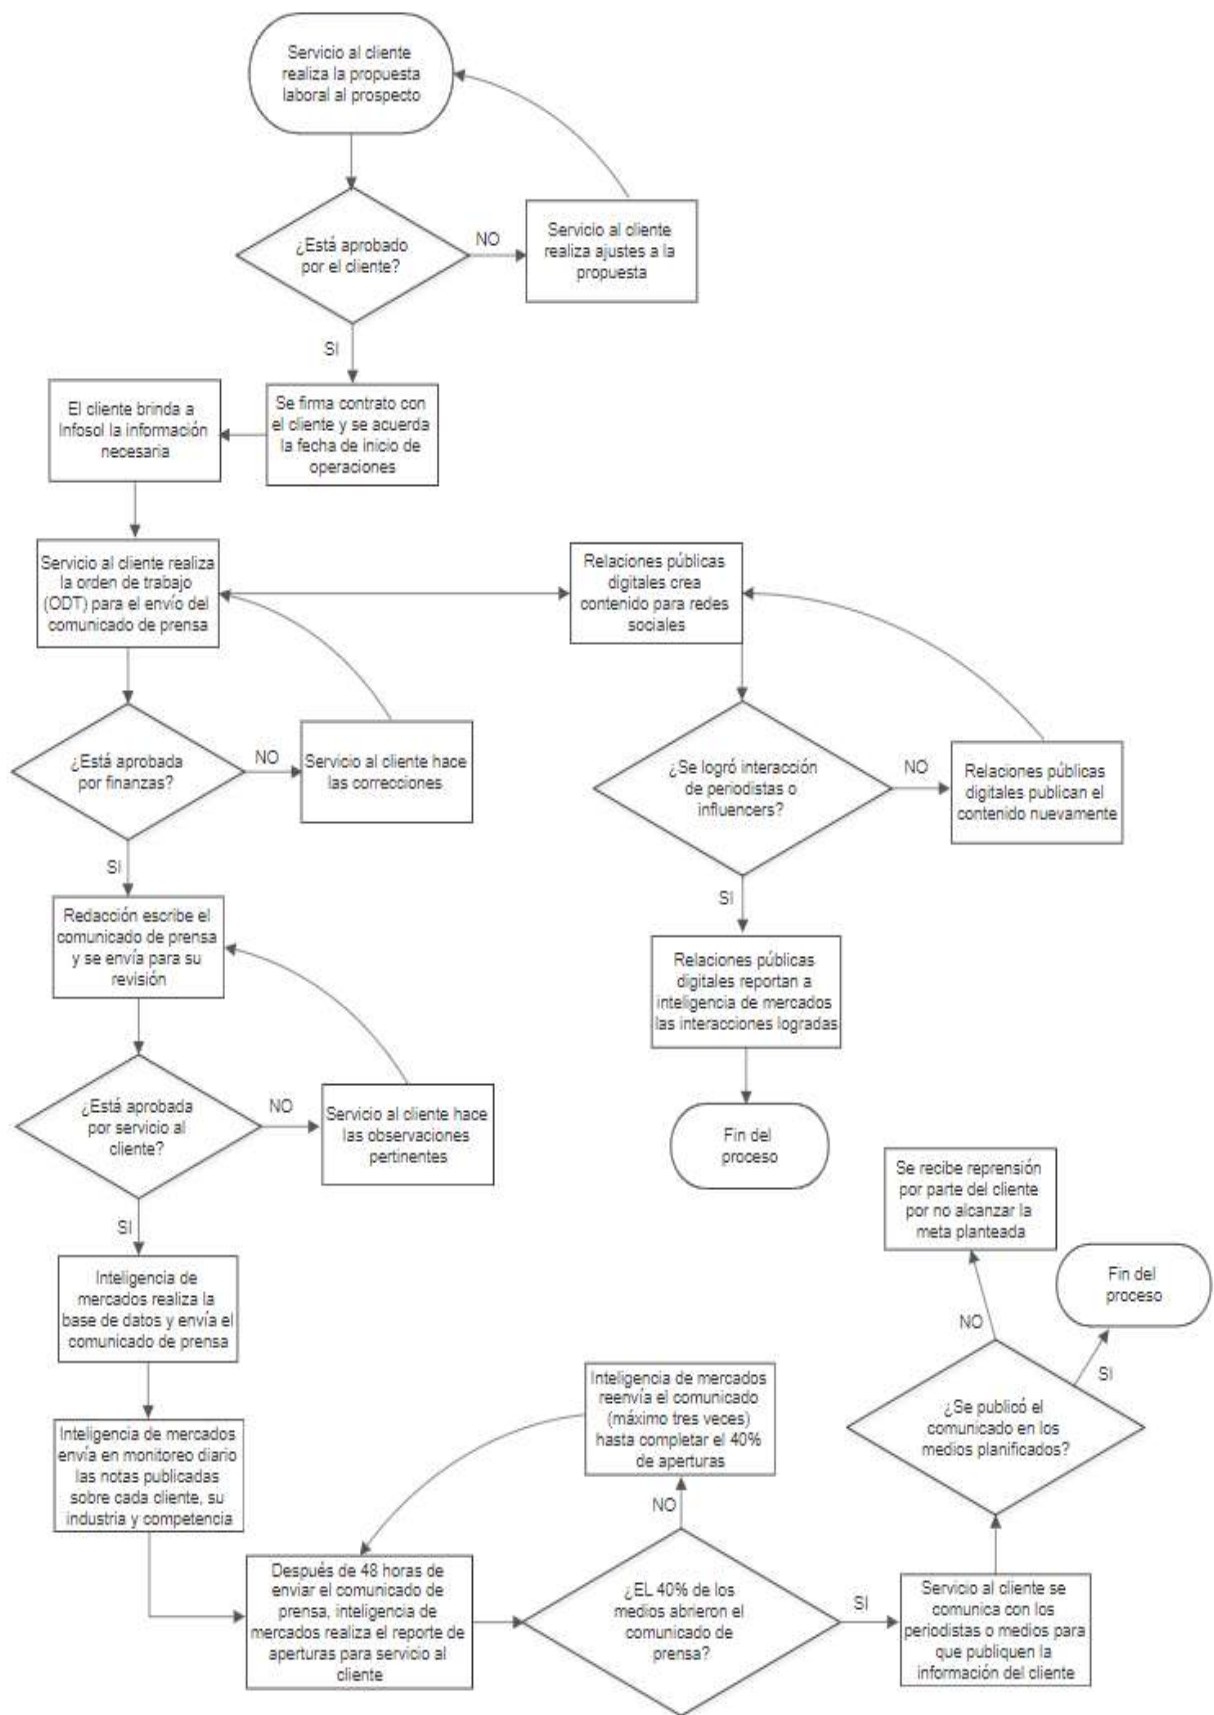 Servicio al cliente
realiza la propuesta
laboral al prospecto
¿Está aprobado
por el cliente?
NO
Servicio al cliente
realiza ajustes a la
propuesta
SI
Se firma contrato con
el cliente y se acuerda
la fecha de inicio de
operaciones
El cliente brinda a
Infosol la información
necesaria
Servicio al cliente realiza
la orden de trabajo
(ODT) para el envío del
comunicado de prensa
Relaciones públicas
digitales crea
contenido para redes
sociales
¿Está aprobada
por finanzas?
NO
Servicio al cliente hace
las correcciones
¿Se logró interacción
de periodistas o
influencers?
NO
Relaciones públicas
digitales publican el
contenido nuevamente
SI
Redacción escribe el
comunicado de prensa
y se envía para su
revisión
SI
Relaciones públicas
digitales reportan a
inteligencia de mercados
las interacciones logradas
¿Está aprobada
por servicio al
cliente?
NO
Servicio al cliente hace
las observaciones
pertinentes
Fin del
proceso
SI
Inteligencia de
mercados realiza la
base de datos y envía el
comunicado de prensa
Inteligencia de mercados
envía en monitoreo diario
las notas publicadas
sobre cada cliente, su
industria y competencia
Después de 48 horas de
enviar el comunicado de
prensa, inteligencia de
mercados realiza el reporte de
aperturas para servicio al
cliente
¿EL 40% de los
medios abrieron el
comunicado de
prensa?
NO
Inteligencia de mercados
reenvía el comunicado
(máximo tres veces)
hasta completar el 40%
de aperturas
SI
Servicio al cliente se
comunica con los
periodistas o medios para
que publiquen la
información del cliente
¿Se publicó el
comunicado en los
medios planificados?
NO
Se recibe reprensión
por parte del cliente
por no alcanzar la
meta planteada
SI
Fin del
proceso